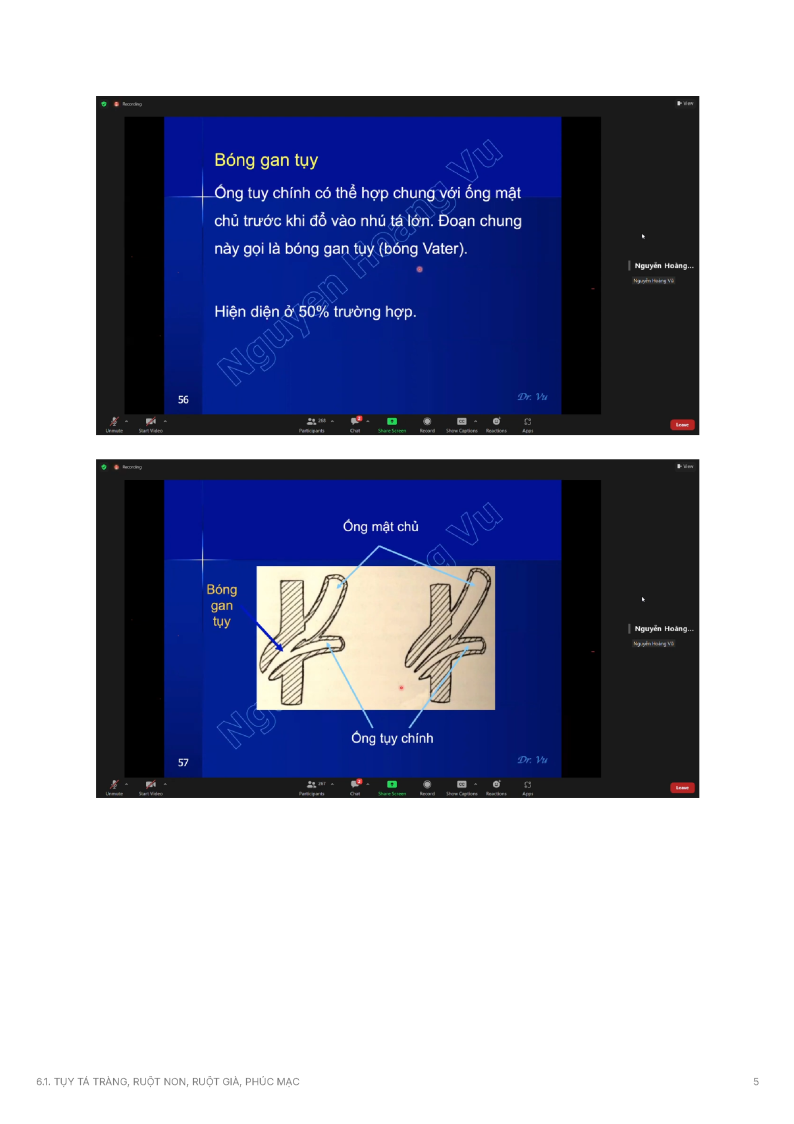 Recording
View
Bóng gan tụy
Ống tuy chính có thể hợp chung với ống mật
chủ trước khi đổ vào nhú tá lớn. Đoạn chung
này gọi là bóng gan tụy (bóng Vater).
Hiện diện ở 50% trường hợp.
Nguyen Hoang Vu
Nguyễn Hoàng...
Nguyễn Hoàng Vũ
56
Dr. Vu
Unmute
Start Video
Participants
Chat
Share Screen
Record
Show Captions
Reactions
Apps
Leave
Recording
View
Ống mật chủ
Bóng
gan
tụy
Ống tụy chính
Nguyễn Hoàng...
Nguyễn Hoàng Vũ
57
Dr. Vu
Unmute
Start Video
Participants
Chat
Share Screen
Record
Show Captions
Reactions
Apps
Leave
6.1. TỤY TÁ TRÀNG, RUỘT NON, RUỘT GIÀ, PHÚC MẠC
5